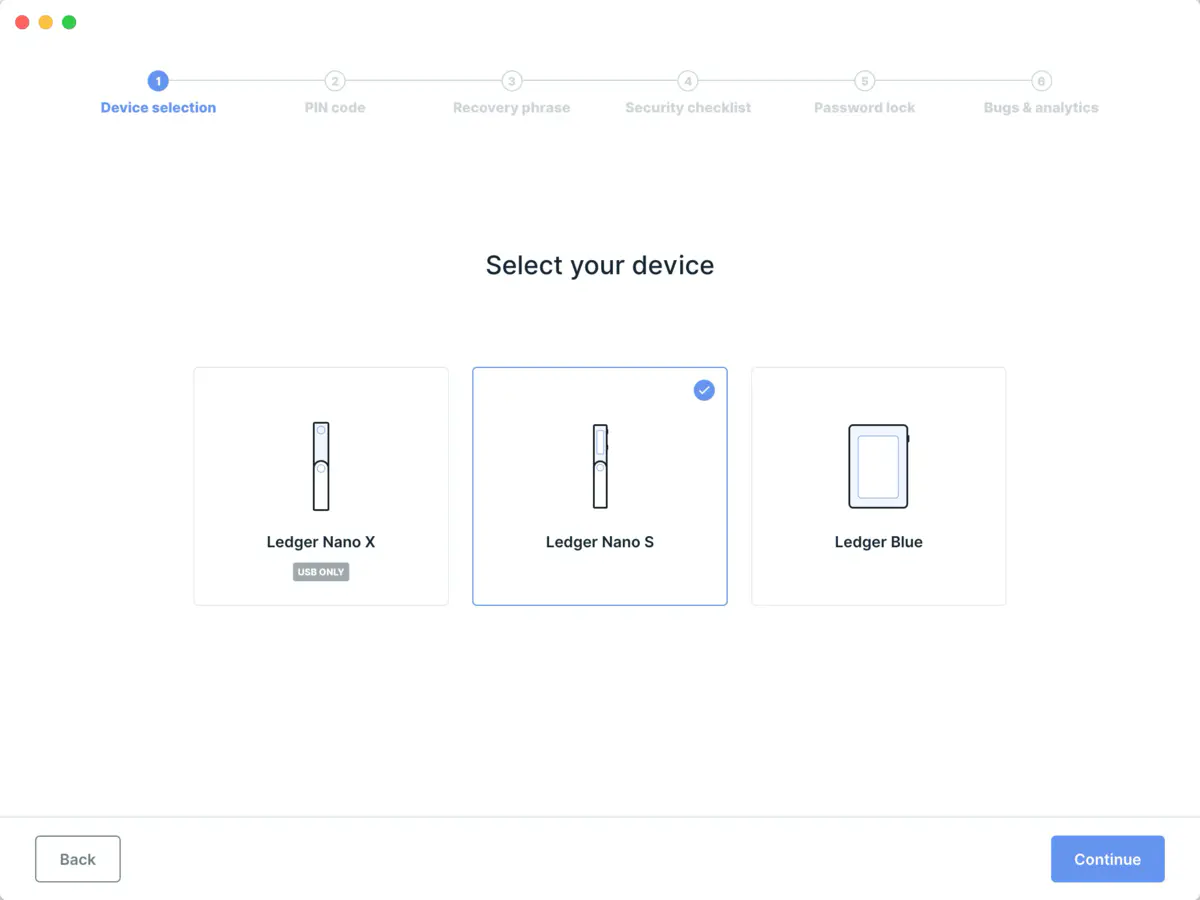 1 2 3 4 5 6
Device selection PIN code Recovery phrase Security checklist Password lock Bugs & analytics
Select your device
Ledger Nano X Ledger Nano S Ledger Blue
USB ONLY
Back Continue